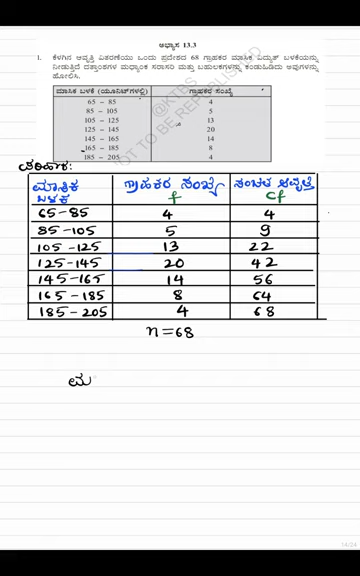 ಅಭ್ಯಾಸ 13.3
1. ಕೆಳಗಿನ ಆವೃತ್ತಿ ವಿತರಣೆಯು ಒಂದು ಪ್ರದೇಶದ 68 ಗ್ರಾಹಕರ ಮಾಸಿಕ ವಿದ್ಯುತ್ ಬಳಕೆಯನ್ನು
ನೀಡುತ್ತಿದೆ ದತ್ತಾಂಶಗಳ ಮಧ್ಯಾಂಕ ಸರಾಸರಿ ಮತ್ತು ಬಹುಲಕಗಳನ್ನು ಕಂಡುಹಿಡಿದು ಅವುಗಳನ್ನು
ಹೋಲಿಸಿ.
ಮಾಸಿಕ ಬಳಕೆ (ಯೂನಿಟ್‌ಗಳಲ್ಲಿ) ಗ್ರಾಹಕರ ಸಂಖ್ಯೆ
65 – 85 4
85 – 105 5
105 – 125 13
125 – 145 20
145 – 165 14
165 – 185 8
185 – 205 4
ಪರಿಹಾರ:
ಮಾಸಿಕ ಬಳಕೆ ಗ್ರಾಹಕರ ಸಂಖ್ಯೆ f ಸಂಚಿತ ಆವೃತ್ತಿ cf
65-85 4 4
85-105 5 9
105-125 13 22
125-145 20 42
145-165 14 56
165-185 8 64
185-205 4 68
n=68
ಮ
14/24